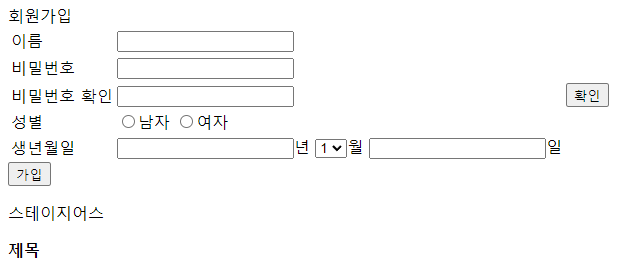 회원가입
이름
비밀번호
비밀번호 확인 확인
성별 남자 여자
생년월일 년 1 월 일
가입
스테이지어스
제목